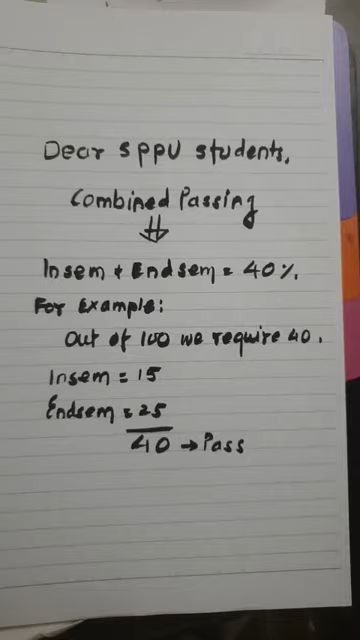 Dear SPPU students,
Combined Passing
⇓
Insem + Endsem = 40%.
For Example:
Out of 100 we require 40.
Insem = 15
Endsem = 25
40 → Pass